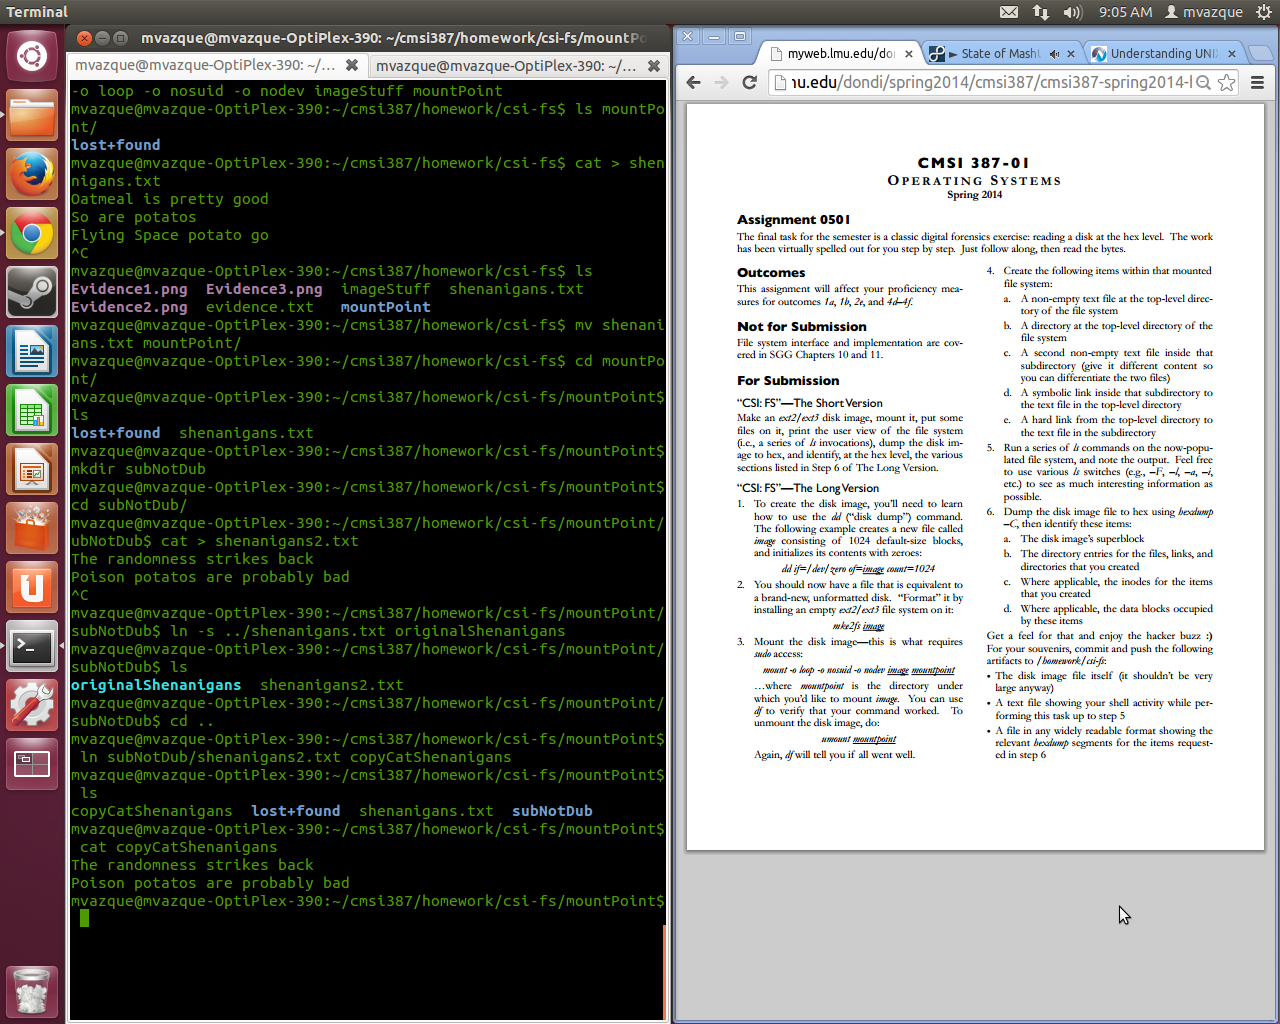 Terminal
9:05 AM mvazque
mvazque@mvazque-OptiPlex-390: ~/cmsi387/homework/csi-fs/mountPo
mvazque@mvazque-OptiPlex-390: ~/...
mvazque@mvazque-OptiPlex-390: ~/...
-o loop -o nosuid -o nodev imageStuff mountPoint
mvazque@mvazque-OptiPlex-390:~/cmsi387/homework/csi-fs$ ls mountPo
nt/
lost+found
mvazque@mvazque-OptiPlex-390:~/cmsi387/homework/csi-fs$ cat > shen
nigans.txt
Oatmeal is pretty good
So are potatos
Flying Space potato go
^C
mvazque@mvazque-OptiPlex-390:~/cmsi387/homework/csi-fs$ ls
Evidence1.png  Evidence3.png  imageStuff  shenanigans.txt
Evidence2.png  evidence.txt   mountPoint
mvazque@mvazque-OptiPlex-390:~/cmsi387/homework/csi-fs$ mv shenani
ans.txt mountPoint/
mvazque@mvazque-OptiPlex-390:~/cmsi387/homework/csi-fs$ cd mountPo
nt/
mvazque@mvazque-OptiPlex-390:~/cmsi387/homework/csi-fs/mountPoint$
ls
lost+found  shenanigans.txt
mvazque@mvazque-OptiPlex-390:~/cmsi387/homework/csi-fs/mountPoint$
mkdir subNotDub
mvazque@mvazque-OptiPlex-390:~/cmsi387/homework/csi-fs/mountPoint$
cd subNotDub/
mvazque@mvazque-OptiPlex-390:~/cmsi387/homework/csi-fs/mountPoint/
ubNotDub$ cat > shenanigans2.txt
The randomness strikes back
Poison potatos are probably bad
^C
mvazque@mvazque-OptiPlex-390:~/cmsi387/homework/csi-fs/mountPoint/
subNotDub$ ln -s ../shenanigans.txt originalShenanigans
mvazque@mvazque-OptiPlex-390:~/cmsi387/homework/csi-fs/mountPoint/
subNotDub$ ls
originalShenanigans  shenanigans2.txt
mvazque@mvazque-OptiPlex-390:~/cmsi387/homework/csi-fs/mountPoint/
subNotDub$ cd ..
mvazque@mvazque-OptiPlex-390:~/cmsi387/homework/csi-fs/mountPoint$
ln subNotDub/shenanigans2.txt copyCatShenanigans
mvazque@mvazque-OptiPlex-390:~/cmsi387/homework/csi-fs/mountPoint$
ls
copyCatShenanigans  lost+found  shenanigans.txt  subNotDub
mvazque@mvazque-OptiPlex-390:~/cmsi387/homework/csi-fs/mountPoint$
cat copyCatShenanigans
The randomness strikes back
Poison potatos are probably bad
mvazque@mvazque-OptiPlex-390:~/cmsi387/homework/csi-fs/mountPoint$
myweb.lmu.edu/do
► State of Mash
Understanding UNI
nu.edu/dondi/spring2014/cmsi387/cmsi387-spring2014-
CMSI 387-01
OPERATING SYSTEMS
Spring 2014
Assignment 0501
The final task for the semester is a classic digital forensics exercise: reading a disk at the hex level. The work
has been virtually spelled out for you step by step. Just follow along, then read the bytes.
Outcomes
This assignment will affect your proficiency mea-
sures for outcomes 1a, 1b, 2e, and 4d–4f.
Not for Submission
File system interface and implementation are cov-
ered in SGG Chapters 10 and 11.
For Submission
“CSI: FS”—The Short Version
Make an ext2/ext3 disk image, mount it, put some
files on it, print the user view of the file system
(i.e., a series of ls invocations), dump the disk im-
age to hex, and identify, at the hex level, the various
sections listed in Step 6 of The Long Version.
“CSI: FS”—The Long Version
1. To create the disk image, you’ll need to learn
how to use the dd (“disk dump”) command.
The following example creates a new file called
image consisting of 1024 default-size blocks,
and initializes its contents with zeroes:
dd if=/dev/zero of=image count=1024
2. You should now have a file that is equivalent to
a brand-new, unformatted disk. “Format” it by
installing an empty ext2/ext3 file system on it:
mke2fs image
3. Mount the disk image—this is what requires
sudo access:
mount -o loop -o nosuid -o nodev image mountpoint
…where mountpoint is the directory under
which you’d like to mount image. You can use
df to verify that your command worked. To
unmount the disk image, do:
umount mountpoint
Again, df will tell you if all went well.
4. Create the following items within that mounted
file system:
a. A non-empty text file at the top-level direc-
tory of the file system
b. A directory at the top-level directory of the
file system
c. A second non-empty text file inside that
subdirectory (give it different content so
you can differentiate the two files)
d. A symbolic link inside that subdirectory to
the text file in the top-level directory
e. A hard link from the top-level directory to
the text file in the subdirectory
5. Run a series of ls commands on the now-popu-
lated file system, and note the output. Feel free
to use various ls switches (e.g., –F, –l, –a, –i,
etc.) to see as much interesting information as
possible.
6. Dump the disk image file to hex using hexdump
–C, then identify these items:
a. The disk image’s superblock
b. The directory entries for the files, links, and
directories that you created
c. Where applicable, the inodes for the items
that you created
d. Where applicable, the data blocks occupied
by these items
Get a feel for that and enjoy the hacker buzz :)
For your souvenirs, commit and push the following
artifacts to /homework/csi-fs:
• The disk image file itself (it shouldn’t be very
large anyway)
• A text file showing your shell activity while per-
forming this task up to step 5
• A file in any widely readable format showing the
relevant hexdump segments for the items request-
ed in step 6